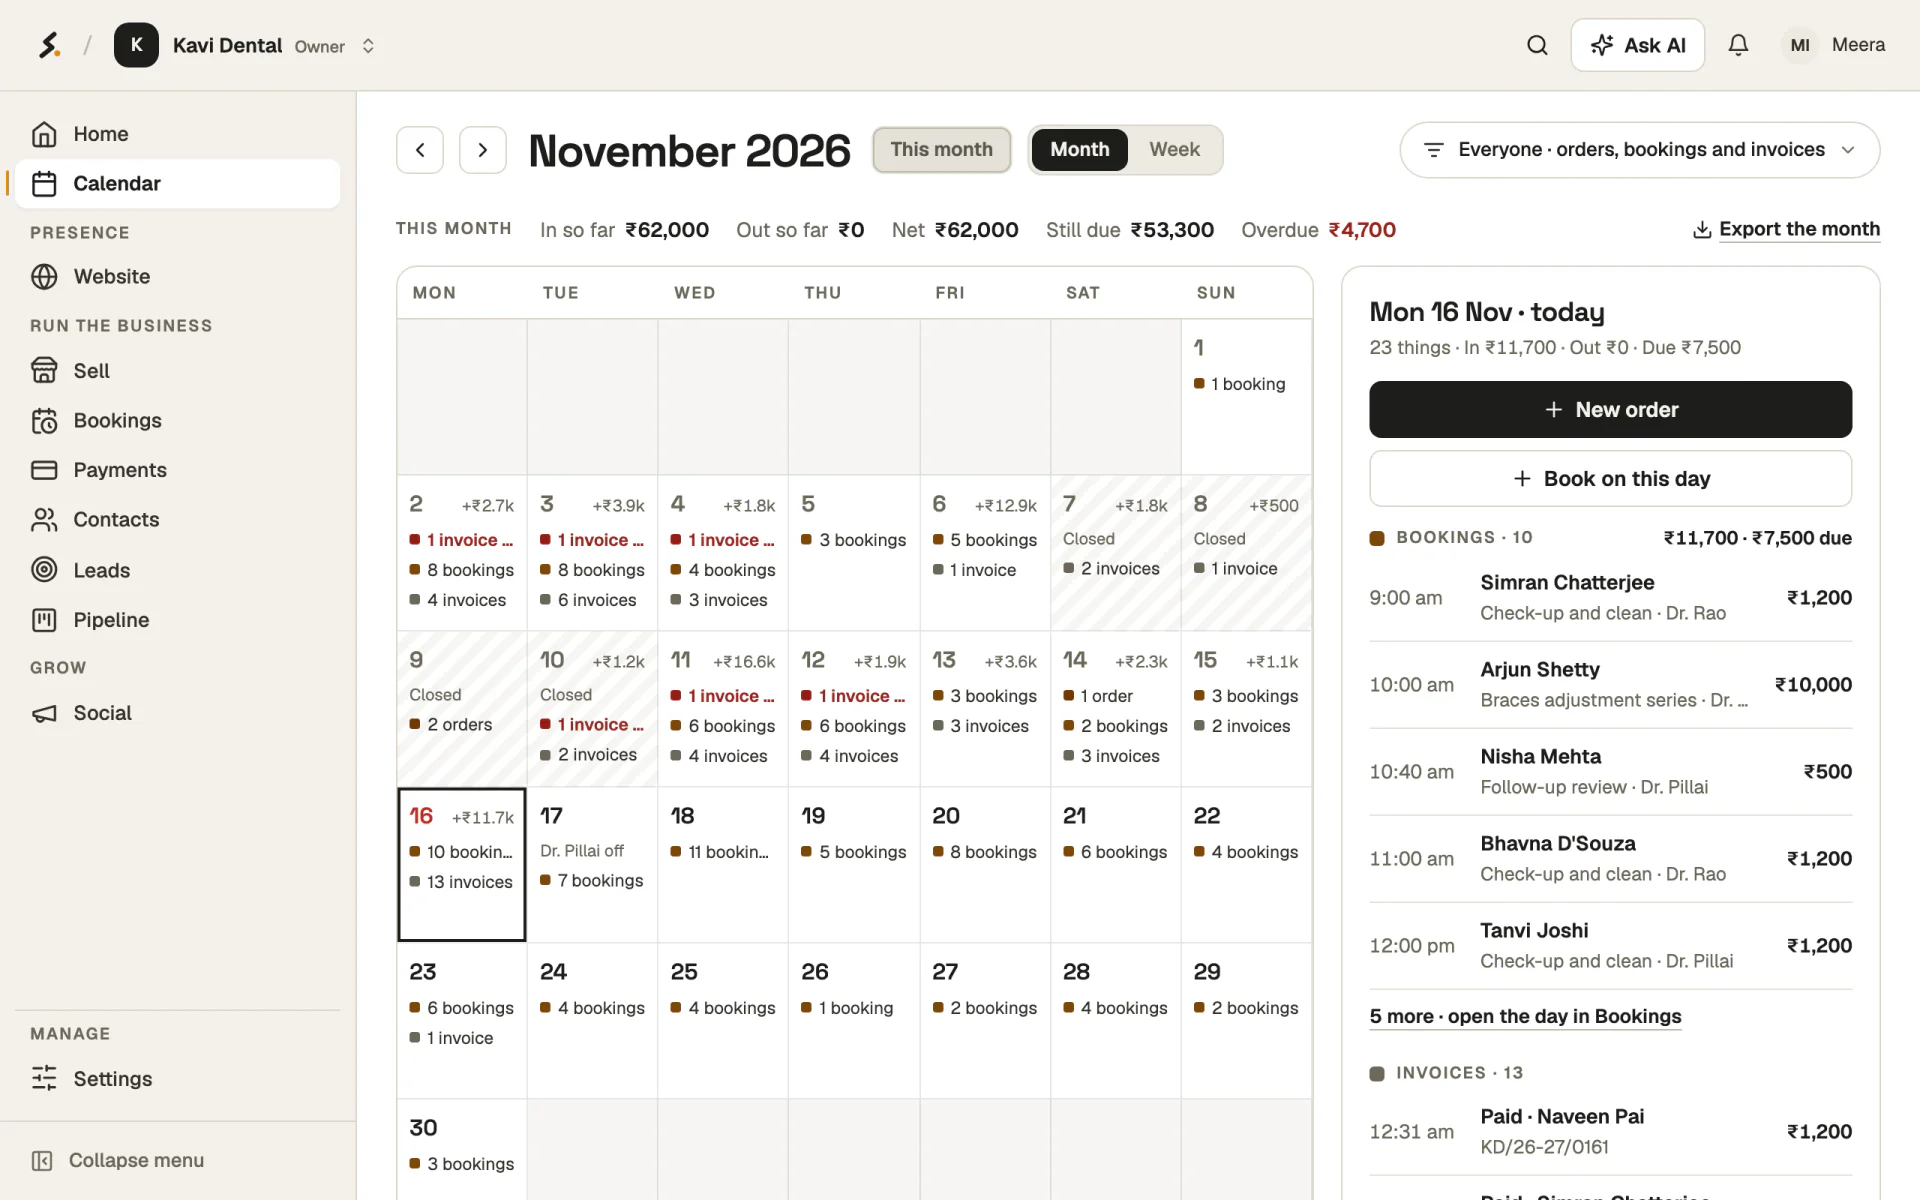 / K Kavi Dental Owner
Ask AI MI Meera
Home
Calendar
PRESENCE
Website
RUN THE BUSINESS
Sell
Bookings
Payments
Contacts
Leads
Pipeline
GROW
Social
MANAGE
Settings
Collapse menu
November 2026 This month Month Week Everyone · orders, bookings and invoices
THIS MONTH In so far ₹62,000 Out so far ₹0 Net ₹62,000 Still due ₹53,300 Overdue ₹4,700 Export the month
MON TUE WED THU FRI SAT SUN
1
1 booking
2 +₹2.7k
1 invoice ...
8 bookings
4 invoices
3 +₹3.9k
1 invoice ...
8 bookings
6 invoices
4 +₹1.8k
1 invoice ...
4 bookings
3 invoices
5
3 bookings
6 +₹12.9k
5 bookings
1 invoice
7 +₹1.8k
Closed
2 invoices
8 +₹500
Closed
1 invoice
9
Closed
2 orders
10 +₹1.2k
Closed
1 invoice ...
2 invoices
11 +₹16.6k
1 invoice ...
6 bookings
4 invoices
12 +₹1.9k
1 invoice ...
6 bookings
4 invoices
13 +₹3.6k
3 bookings
3 invoices
14 +₹2.3k
1 order
2 bookings
3 invoices
15 +₹1.1k
3 bookings
2 invoices
16 +₹11.7k
10 bookin...
13 invoices
17
Dr. Pillai off
7 bookings
18
11 bookin...
19
5 bookings
20
8 bookings
21
6 bookings
22
4 bookings
23
6 bookings
1 invoice
24
4 bookings
25
4 bookings
26
1 booking
27
2 bookings
28
4 bookings
29
2 bookings
30
3 bookings
Mon 16 Nov · today
23 things · In ₹11,700 · Out ₹0 · Due ₹7,500
New order
Book on this day
BOOKINGS · 10 ₹11,700 · ₹7,500 due
Simran Chatterjee
9:00 am ₹1,200
Check-up and clean · Dr. Rao
Arjun Shetty
10:00 am ₹10,000
Braces adjustment series · Dr. ...
Nisha Mehta
10:40 am ₹500
Follow-up review · Dr. Pillai
Bhavna D'Souza
11:00 am ₹1,200
Check-up and clean · Dr. Rao
Tanvi Joshi
12:00 pm ₹1,200
Check-up and clean · Dr. Pillai
5 more · open the day in Bookings
INVOICES · 13
Paid · Naveen Pai
12:31 am ₹1,200
KD/26-27/0161
Paid · Simran Chatterjee